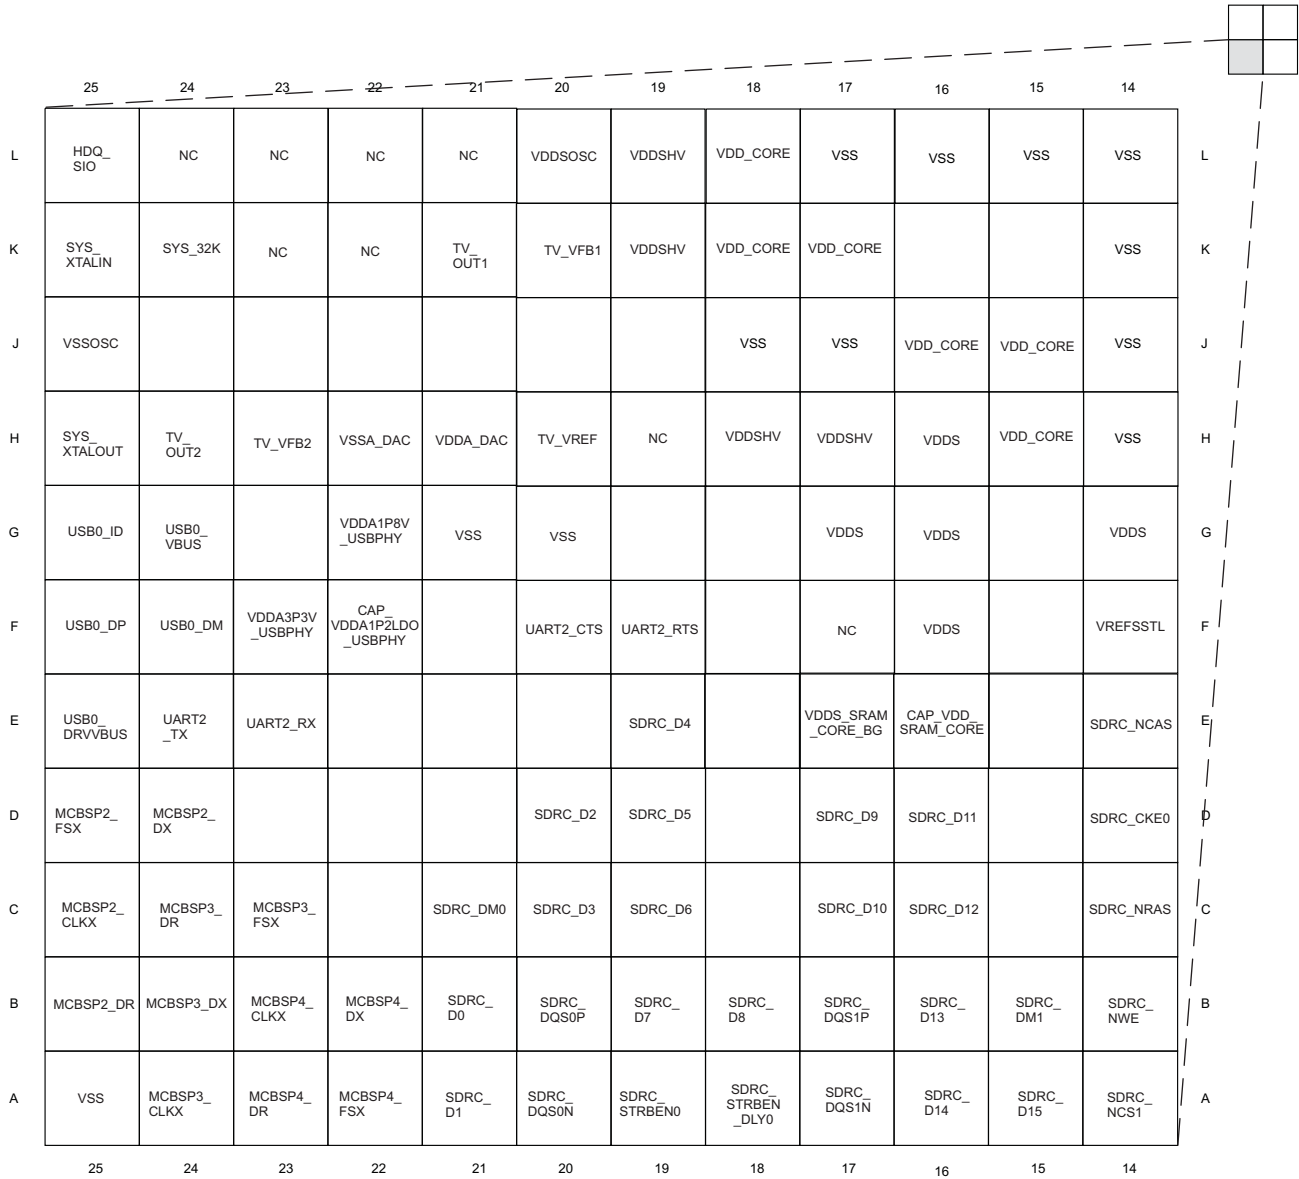 25 24 23 22 21 20 19 18 17 16 15 14
L HDQ_ SIO NC NC NC NC VDDSOSC VDDSHV VDD_CORE VSS VSS VSS VSS L
K SYS_ XTALIN SYS_32K NC NC TV_ OUT1 TV_VFB1 VDDSHV VDD_CORE VDD_CORE VSS K
J VSSOSC VSS VSS VDD_CORE VDD_CORE VSS J
H SYS_ XTALOUT TV_ OUT2 TV_VFB2 VSSA_DAC VDDA_DAC TV_VREF NC VDDSHV VDDSHV VDDS VDD_CORE VSS H
G USB0_ID USB0_ VBUS VDDA1P8V _USBPHY VSS VSS VDDS VDDS VDDS G
F USB0_DP USB0_DM VDDA3P3V _USBPHY CAP_ VDDA1P2LDO _USBPHY UART2_CTS UART2_RTS NC VDDS VREFSSTL F
E USB0_ DRVVBUS UART2 _TX UART2_RX SDRC_D4 VDDS_SRAM _CORE_BG CAP_VDD_ SRAM_CORE SDRC_NCAS E
D MCBSP2_ FSX MCBSP2_ DX SDRC_D2 SDRC_D5 SDRC_D9 SDRC_D11 SDRC_CKE0 D
C MCBSP2_ CLKX MCBSP3_ DR MCBSP3_ FSX SDRC_DM0 SDRC_D3 SDRC_D6 SDRC_D10 SDRC_D12 SDRC_NRAS C
B MCBSP2_DR MCBSP3_DX MCBSP4_ CLKX MCBSP4_ DX SDRC_ D0 SDRC_ DQS0P SDRC_ D7 SDRC_ D8 SDRC_ DQS1P SDRC_ D13 SDRC_ DM1 SDRC_ NWE B
A VSS MCBSP3_ CLKX MCBSP4_ DR MCBSP4_ FSX SDRC_ D1 SDRC_ DQS0N SDRC_ STRBEN0 SDRC_ STRBEN _DLY0 SDRC_ DQS1N SDRC_ D14 SDRC_ D15 SDRC_ NCS1 A
25 24 23 22 21 20 19 18 17 16 15 14